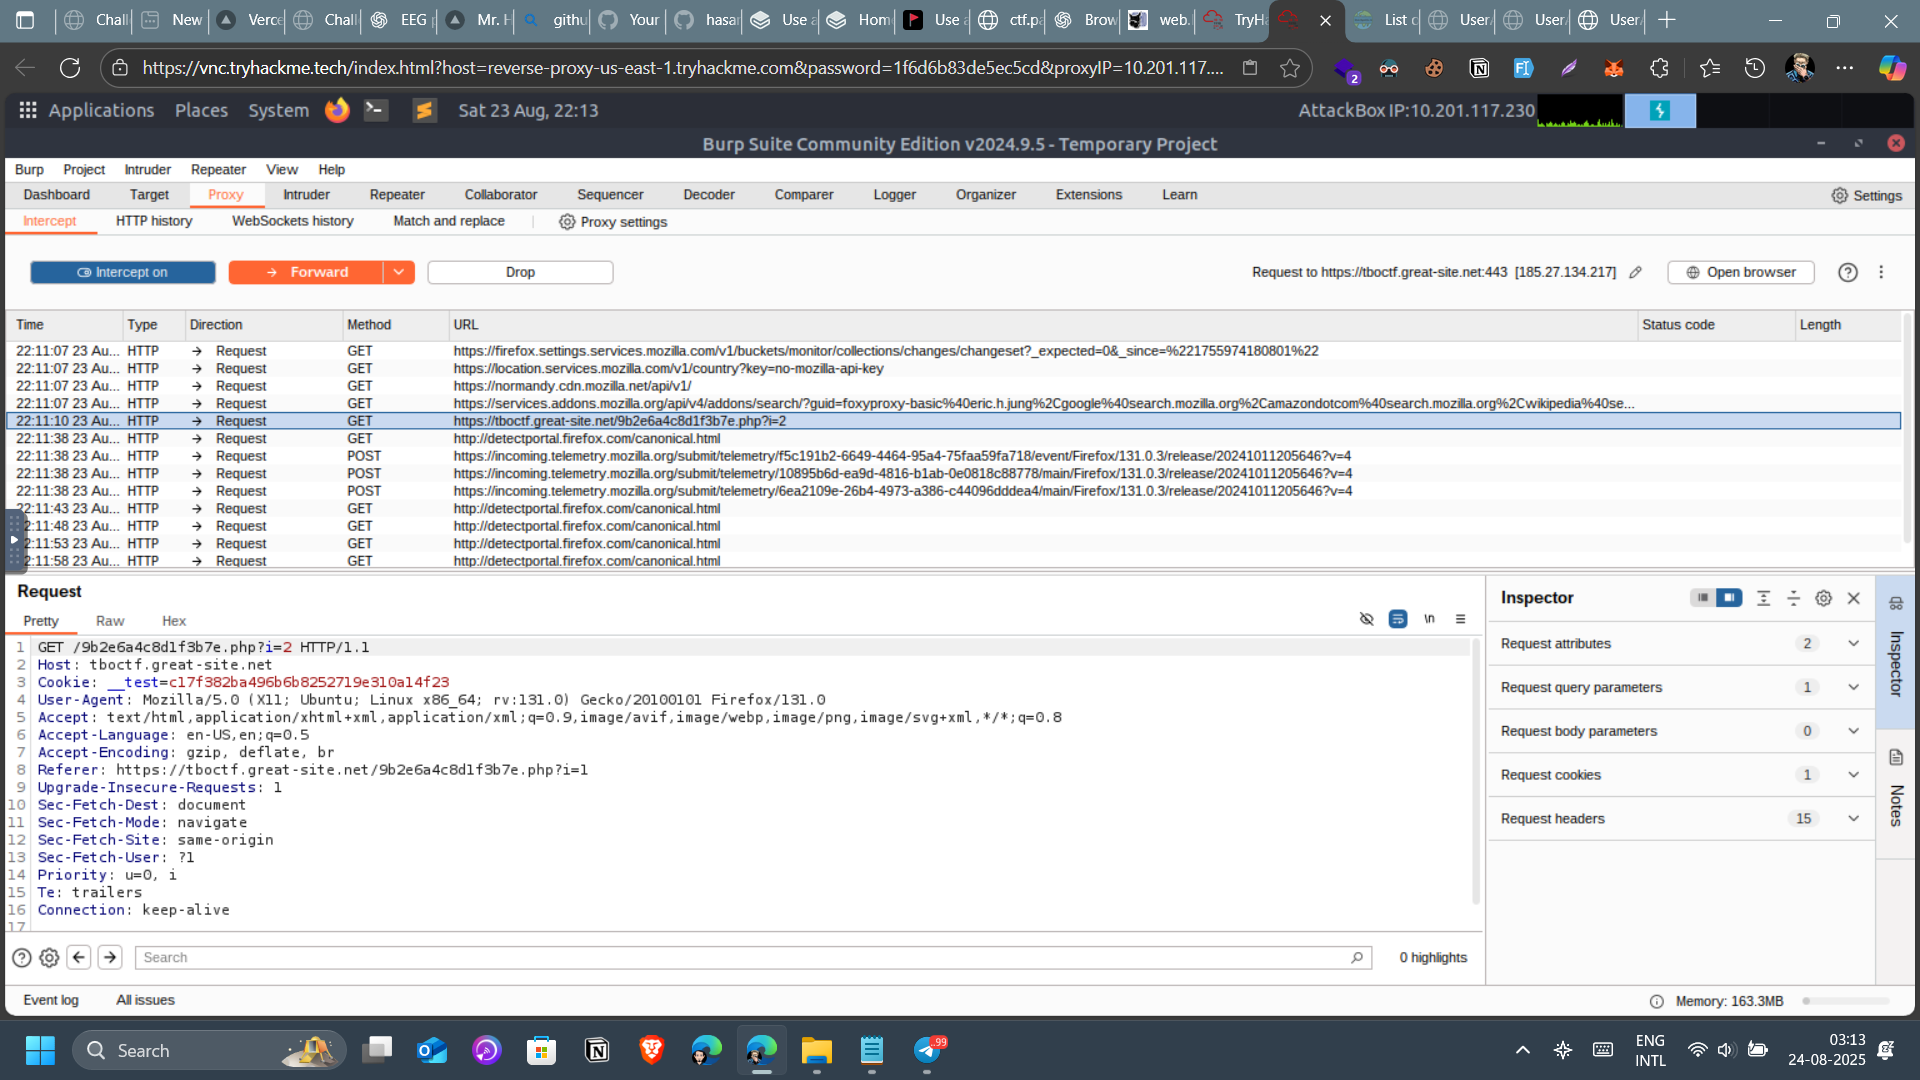 Chall
New
Verce
Chall
EEG p
Mr. H
githu
Your
hasar
Use a
Home
Use a
ctf.pa
Brow
web.
TryHa
List o
User/
User/
User/
https://vnc.tryhackme.tech/index.html?host=reverse-proxy-us-east-1.tryhackme.com&password=1f6d6b83de5ec5cd&proxyIP=10.201.117....
2
Applications Places System Sat 23 Aug, 22:13 AttackBox IP:10.201.117.230
Burp Suite Community Edition v2024.9.5 - Temporary Project
Burp Project Intruder Repeater View Help
Dashboard Target Proxy Intruder Repeater Collaborator Sequencer Decoder Comparer Logger Organizer Extensions Learn Settings
Intercept HTTP history WebSockets history Match and replace Proxy settings
Intercept on Forward Drop Request to https://tboctf.great-site.net:443 [185.27.134.217] Open browser
Time Type Direction Method URL Status code Length
22:11:07 23 Au... HTTP → Request GET https://firefox.settings.services.mozilla.com/v1/buckets/monitor/collections/changes/changeset?_expected=0&_since=%221755974180801%22
22:11:07 23 Au... HTTP → Request GET https://location.services.mozilla.com/v1/country?key=no-mozilla-api-key
22:11:07 23 Au... HTTP → Request GET https://normandy.cdn.mozilla.net/api/v1/
22:11:07 23 Au... HTTP → Request GET https://services.addons.mozilla.org/api/v4/addons/search/?guid=foxyproxy-basic%40eric.h.jung%2Cgoogle%40search.mozilla.org%2Camazondotcom%40search.mozilla.org%2Cwikipedia%40se...
22:11:10 23 Au... HTTP → Request GET https://tboctf.great-site.net/9b2e6a4c8d1f3b7e.php?i=2
22:11:38 23 Au... HTTP → Request GET http://detectportal.firefox.com/canonical.html
22:11:38 23 Au... HTTP → Request POST https://incoming.telemetry.mozilla.org/submit/telemetry/f5c191b2-6649-4464-95a4-75faa59fa718/event/Firefox/131.0.3/release/20241011205646?v=4
22:11:38 23 Au... HTTP → Request POST https://incoming.telemetry.mozilla.org/submit/telemetry/10895b6d-ea9d-4816-b1ab-0e0818c88778/main/Firefox/131.0.3/release/20241011205646?v=4
22:11:38 23 Au... HTTP → Request POST https://incoming.telemetry.mozilla.org/submit/telemetry/6ea2109e-26b4-4973-a386-c44096dddea4/main/Firefox/131.0.3/release/20241011205646?v=4
22:11:43 23 Au... HTTP → Request GET http://detectportal.firefox.com/canonical.html
2:11:48 23 Au... HTTP → Request GET http://detectportal.firefox.com/canonical.html
2:11:53 23 Au... HTTP → Request GET http://detectportal.firefox.com/canonical.html
2:11:58 23 Au... HTTP → Request GET http://detectportal.firefox.com/canonical.html
Request
Pretty Raw Hex \n
1 GET /9b2e6a4c8d1f3b7e.php?i=2 HTTP/1.1
2 Host: tboctf.great-site.net
3 Cookie: __test=c17f382ba496b6b8252719e310a14f23
4 User-Agent: Mozilla/5.0 (X11; Ubuntu; Linux x86_64; rv:131.0) Gecko/20100101 Firefox/131.0
5 Accept: text/html,application/xhtml+xml,application/xml;q=0.9,image/avif,image/webp,image/png,image/svg+xml,*/*;q=0.8
6 Accept-Language: en-US,en;q=0.5
7 Accept-Encoding: gzip, deflate, br
8 Referer: https://tboctf.great-site.net/9b2e6a4c8d1f3b7e.php?i=1
9 Upgrade-Insecure-Requests: 1
10 Sec-Fetch-Dest: document
11 Sec-Fetch-Mode: navigate
12 Sec-Fetch-Site: same-origin
13 Sec-Fetch-User: ?1
14 Priority: u=0, i
15 Te: trailers
16 Connection: keep-alive
17
Inspector
Request attributes 2
Request query parameters 1
Request body parameters 0
Request cookies 1
Request headers 15
Inspector
Notes
Search 0 highlights
Event log All issues Memory: 163.3MB
Search
.99
ENG
INTL
03:13
24-08-2025